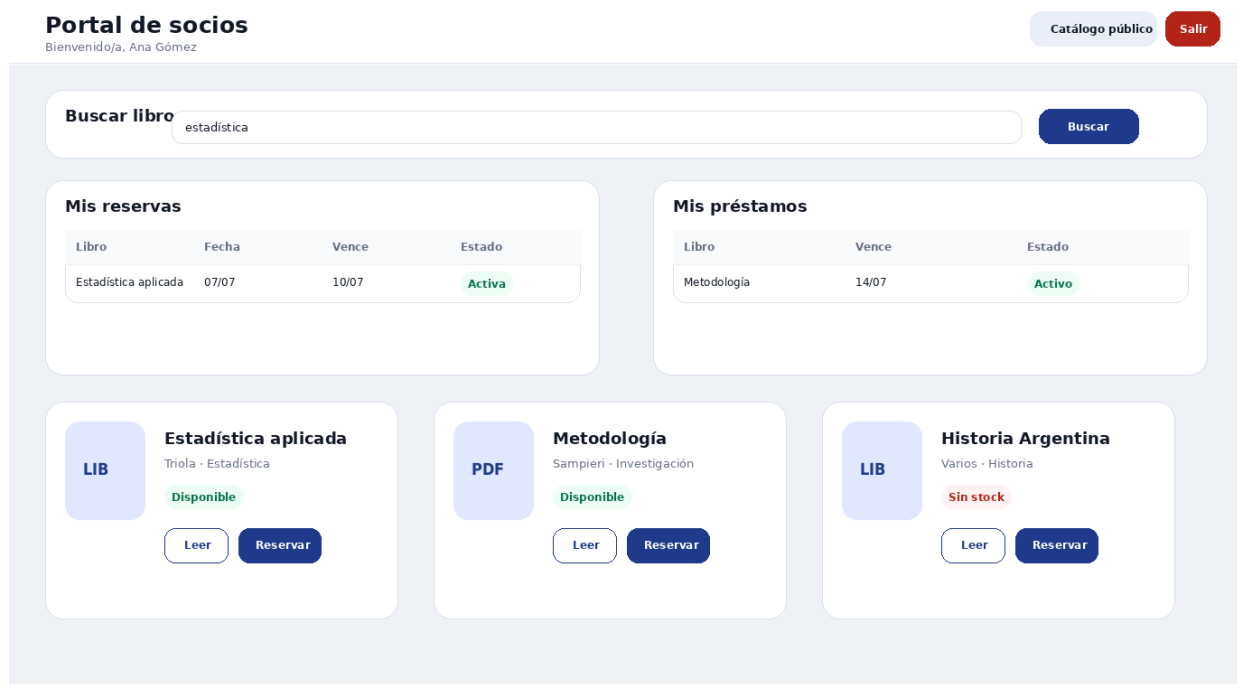 Portal de socios
Bienvenido/a, Ana Gómez
Catálogo público
Salir
Buscar libro
estadística
Buscar
Mis reservas
Libro Fecha Vence Estado
Estadística aplicada 07/07 10/07 Activa
Mis préstamos
Libro Vence Estado
Metodología 14/07 Activo
LIB
Estadística aplicada
Triola · Estadística
Disponible
Leer Reservar
PDF
Metodología
Sampieri · Investigación
Disponible
Leer Reservar
LIB
Historia Argentina
Varios · Historia
Sin stock
Leer Reservar